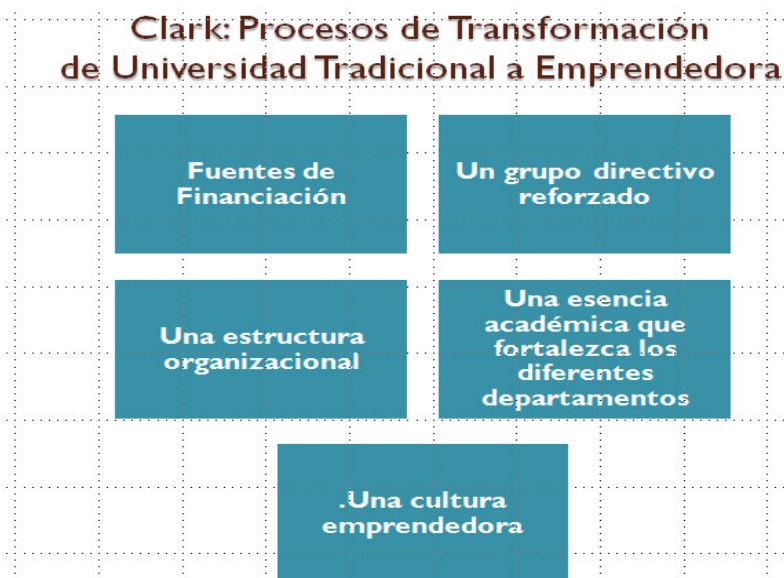 Clark: Procesos de Transformación
de Universidad Tradicional a Emprendedora
Fuentes de
Financiación
Un grupo directivo
reforzado
Una estructura
organizacional
Una esencia
académica que
fortalezca los
diferentes
departamentos
.Una cultura
emprendedora